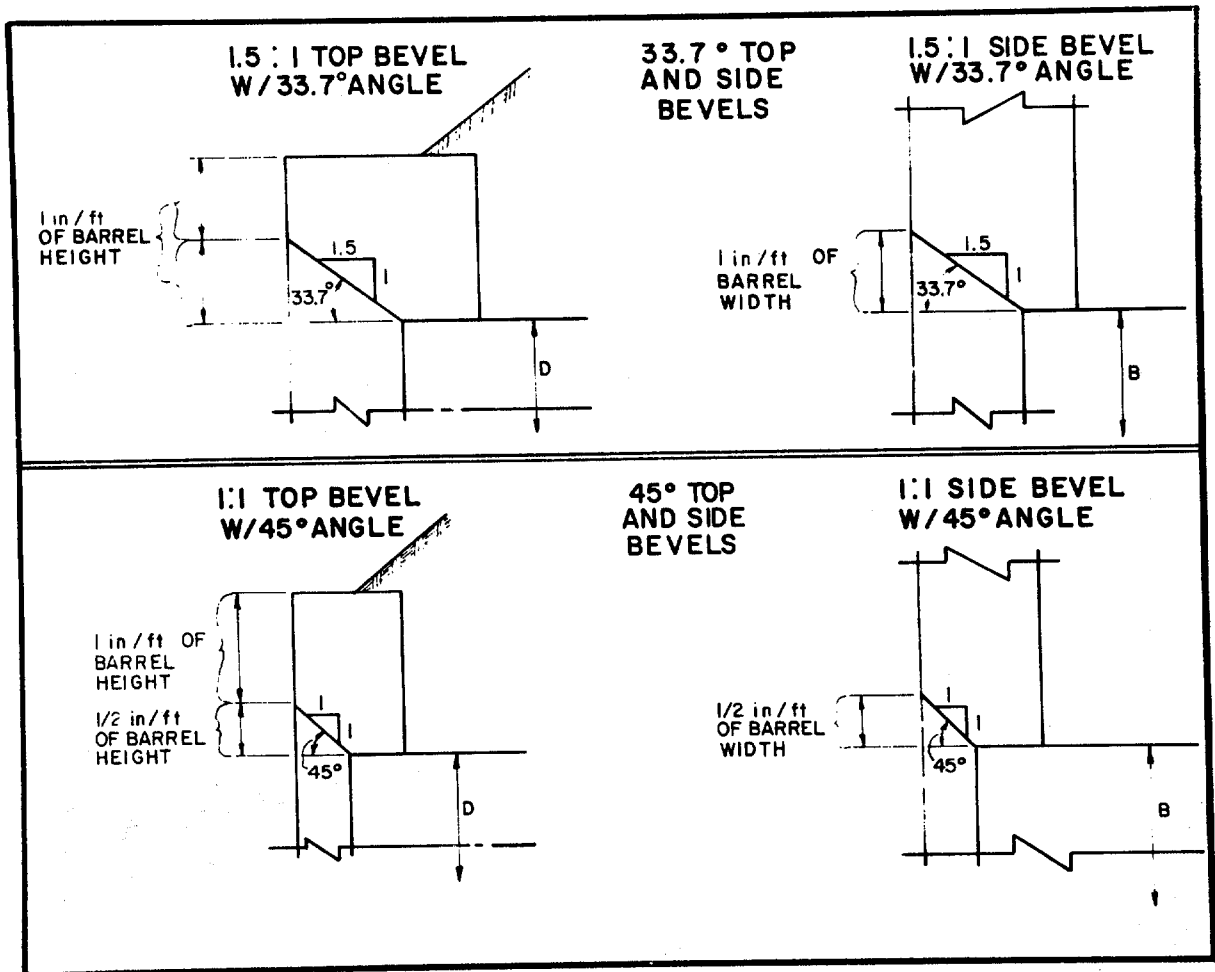 1.5 : 1 TOP BEVEL
W/33.7° ANGLE
33.7° TOP
AND SIDE
BEVELS
1.5 : 1 SIDE BEVEL
W/33.7° ANGLE
1 in/ft
OF BARREL
HEIGHT
1.5
1
33.7°
D
1 in/ft OF
BARREL
WIDTH
1.5
1
33.7°
B
1:1 TOP BEVEL
W/45° ANGLE
45° TOP
AND SIDE
BEVELS
1:1 SIDE BEVEL
W/45° ANGLE
1 in/ft OF
BARREL
HEIGHT
1/2 in/ft
OF BARREL
HEIGHT
1
1
45°
D
1/2 in/ft
OF BARREL
WIDTH
1
1
45°
B